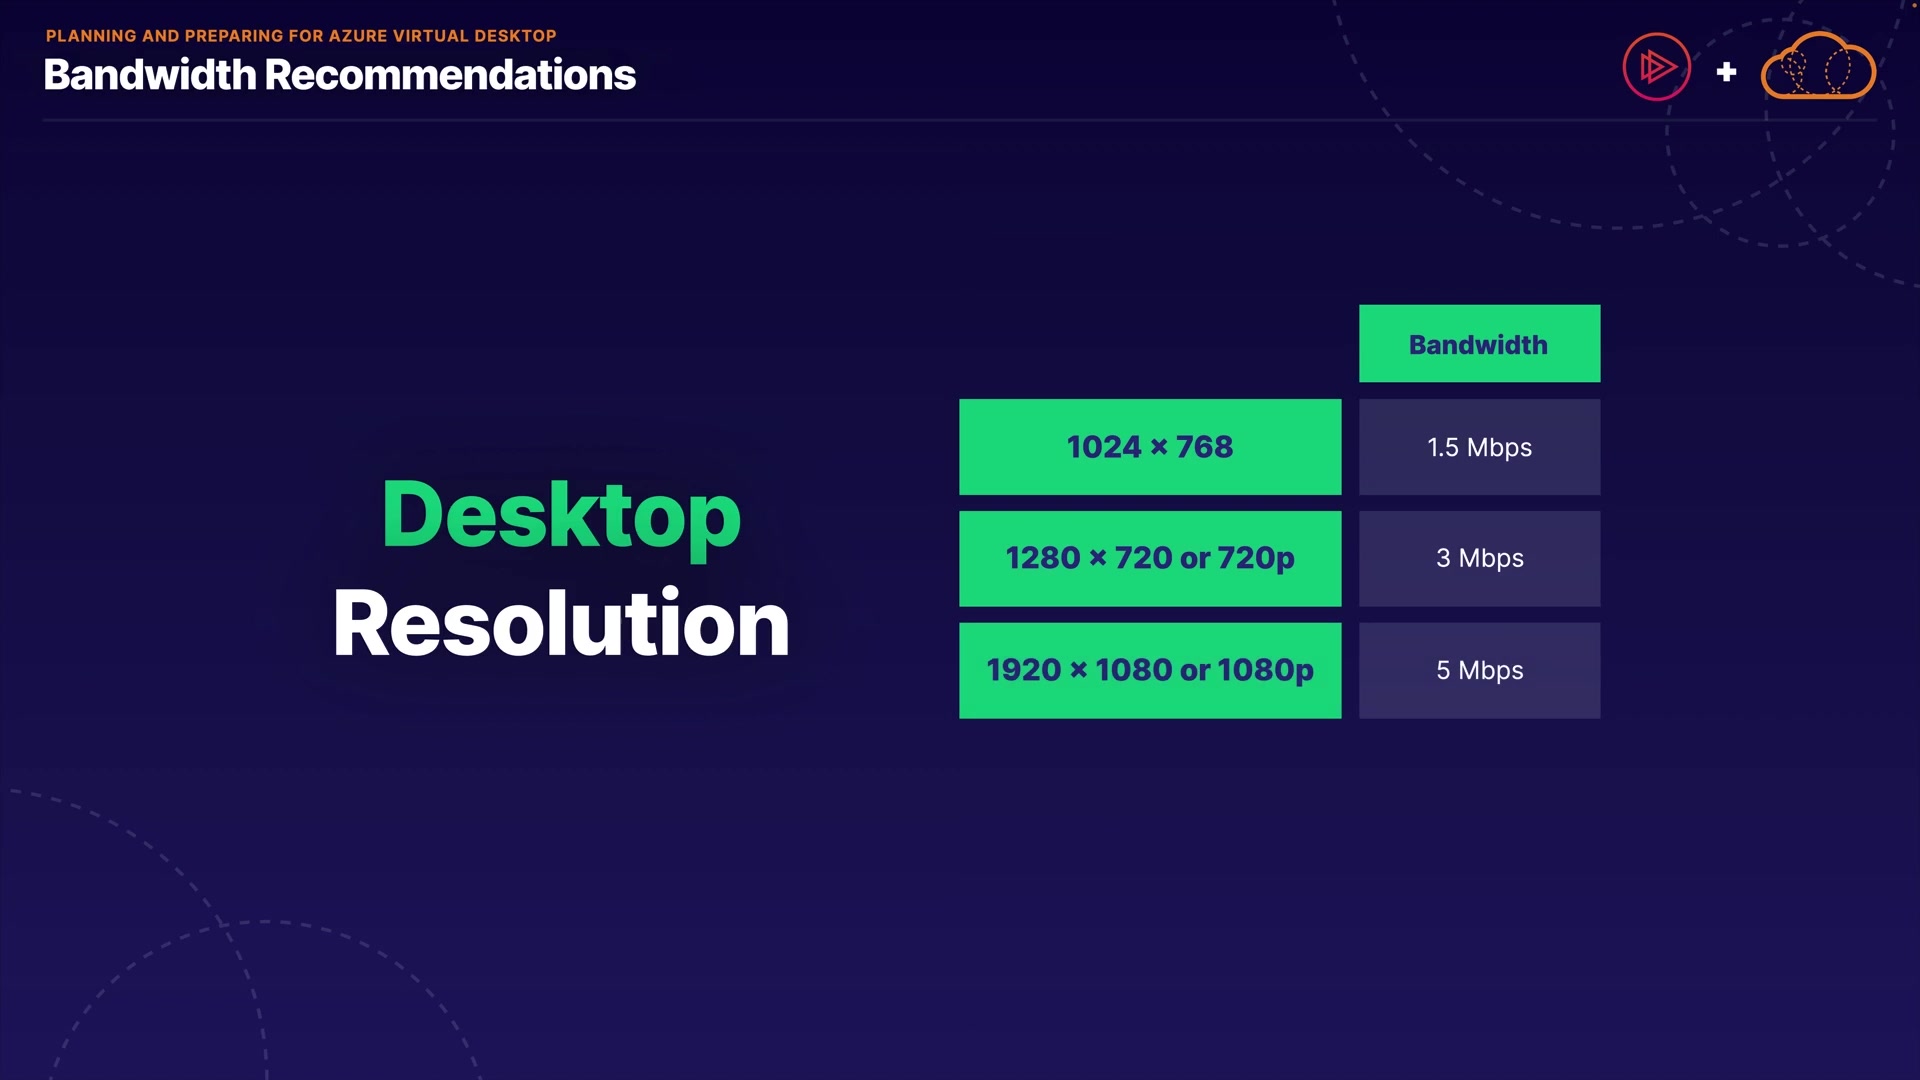 PLANNING AND PREPARING FOR AZURE VIRTUAL DESKTOP
Bandwidth Recommendations
Desktop
Resolution
Bandwidth
1024 × 768
1.5 Mbps
1280 × 720 or 720p
3 Mbps
1920 × 1080 or 1080p
5 Mbps